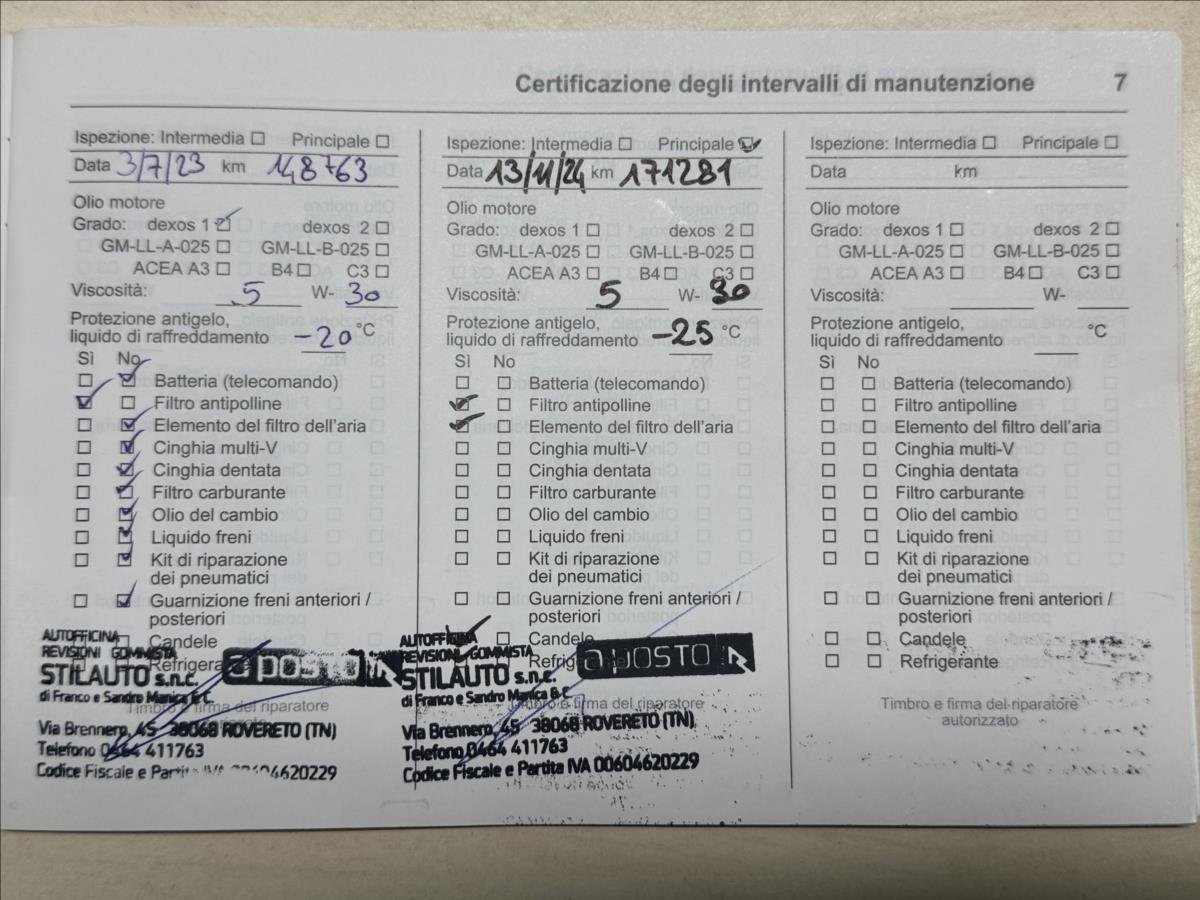 Certificazione degli intervalli di manutenzione 7
Ispezione: Intermedia ☐ Principale ☐
Data 3/7/23 km 148763
Olio motore
Grado: dexos 1 ☑ dexos 2 ☐
GM-LL-A-025 ☐ GM-LL-B-025 ☐
ACEA A3 ☐ B4 ☐ C3 ☐
Viscosità: 5 W- 30
Protezione antigelo,
liquido di raffreddamento -20 °C
Sì No
☐ ☑ Batteria (telecomando)
☑ ☐ Filtro antipolline
☐ ☑ Elemento del filtro dell'aria
☐ ☑ Cinghia multi-V
☐ ☑ Cinghia dentata
☐ ☑ Filtro carburante
☐ ☑ Olio del cambio
☐ ☑ Liquido freni
☐ ☑ Kit di riparazione
dei pneumatici
☐ ☑ Guarnizione freni anteriori /
posteriori
Candele
Refrigerante
Timbro e firma del riparatore
AUTOFFICINA
REVISIONI GOMMISTA
STILAUTO s.n.c.
a posto
di Franco e Sandro Manica & C
Via Brennero, 45 38068 ROVERETO (TN)
Telefono 0464 411763
Codice Fiscale e Partita IVA 00604620229
Ispezione: Intermedia ☐ Principale ☑
Data 13/11/24 km 171281
Olio motore
Grado: dexos 1 ☐ dexos 2 ☐
GM-LL-A-025 ☐ GM-LL-B-025 ☐
ACEA A3 ☐ B4 ☐ C3 ☐
Viscosità: 5 W- 30
Protezione antigelo,
liquido di raffreddamento -25 °C
Sì No
☐ ☐ Batteria (telecomando)
☑ ☐ Filtro antipolline
☑ ☐ Elemento del filtro dell'aria
☐ ☐ Cinghia multi-V
☐ ☐ Cinghia dentata
☐ ☐ Filtro carburante
☐ ☐ Olio del cambio
☐ ☐ Liquido freni
☐ ☐ Kit di riparazione
dei pneumatici
☐ ☐ Guarnizione freni anteriori /
posteriori
Candele
Refrigerante
Timbro e firma del riparatore
AUTOFFICINA
REVISIONI GOMMISTA
STILAUTO s.n.c.
a POSTO
di Franco e Sandro Manica & C
Via Brennero, 45 38068 ROVERETO (TN)
Telefono 0464 411763
Codice Fiscale e Partita IVA 00604620229
Ispezione: Intermedia ☐ Principale ☐
Data km
Olio motore
Grado: dexos 1 ☐ dexos 2 ☐
GM-LL-A-025 ☐ GM-LL-B-025 ☐
ACEA A3 ☐ B4 ☐ C3 ☐
Viscosità: W-
Protezione antigelo,
liquido di raffreddamento °C
Sì No
☐ ☐ Batteria (telecomando)
☐ ☐ Filtro antipolline
☐ ☐ Elemento del filtro dell'aria
☐ ☐ Cinghia multi-V
☐ ☐ Cinghia dentata
☐ ☐ Filtro carburante
☐ ☐ Olio del cambio
☐ ☐ Liquido freni
☐ ☐ Kit di riparazione
dei pneumatici
☐ ☐ Guarnizione freni anteriori /
posteriori
☐ ☐ Candele
☐ ☐ Refrigerante
Timbro e firma del riparatore
autorizzato